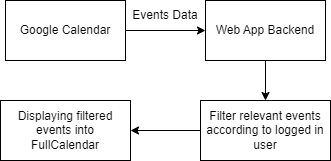 Google Calendar
Events Data
Web App Backend
Filter relevant events
according to logged in
user
Displaying filtered
events into
FullCalendar